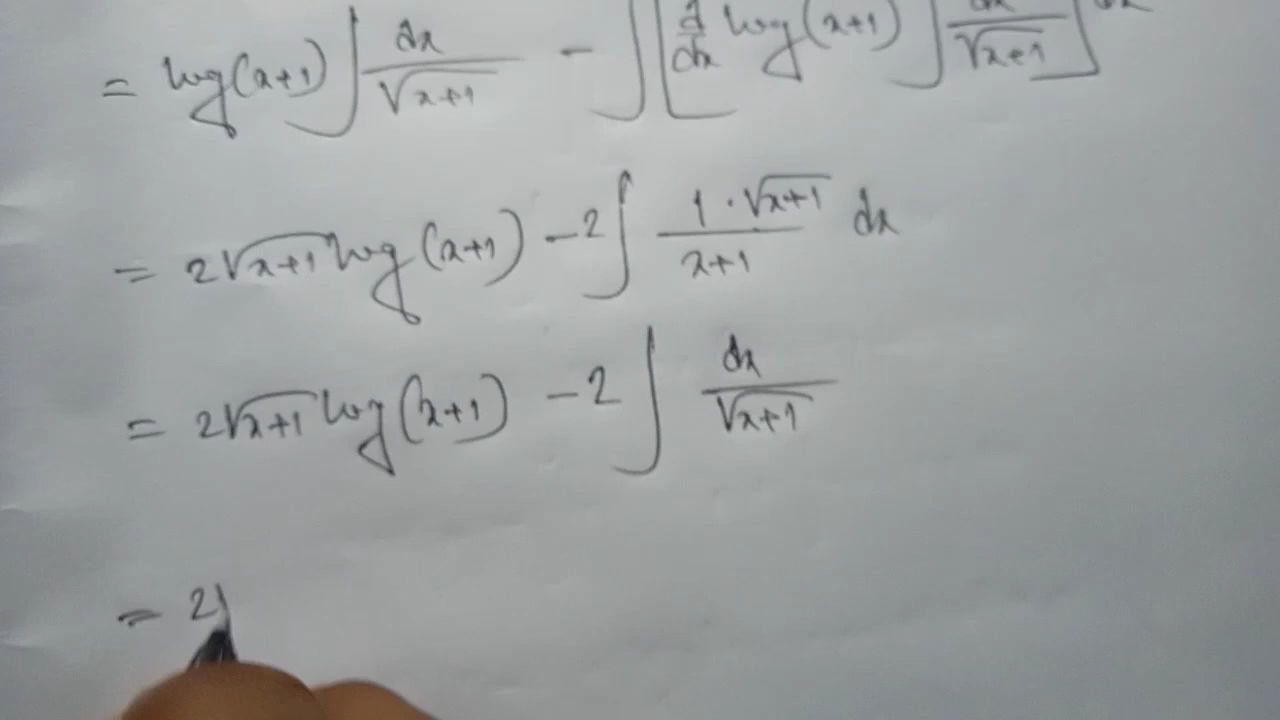 = log(x+1) ∫ dx/√(x+1) - ∫ [d/dx log(x+1) ∫ dx/√(x+1)] dx
= 2√(x+1) log(x+1) - 2 ∫ 1·√(x+1)/(x+1) dx
= 2√(x+1) log(x+1) - 2 ∫ dx/√(x+1)
= 2